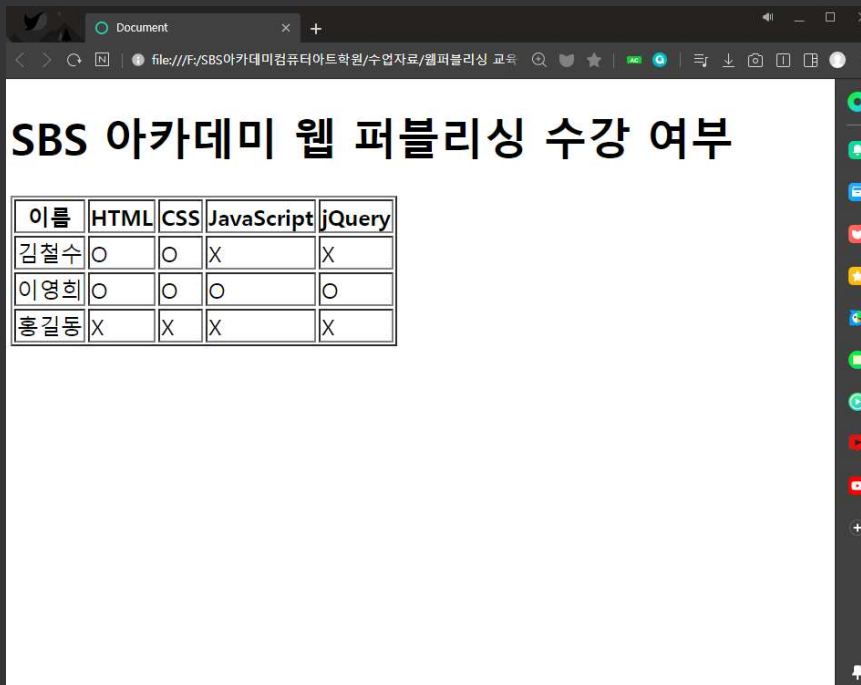 Document
file:///F:/SBS아카데미컴퓨터아트학원/수업자료/웹퍼블리싱 교육
SBS 아카데미 웹 퍼블리싱 수강 여부
이름 HTML CSS JavaScript jQuery
김철수 O O X X
이영희 O O O O
홍길동 X X X X